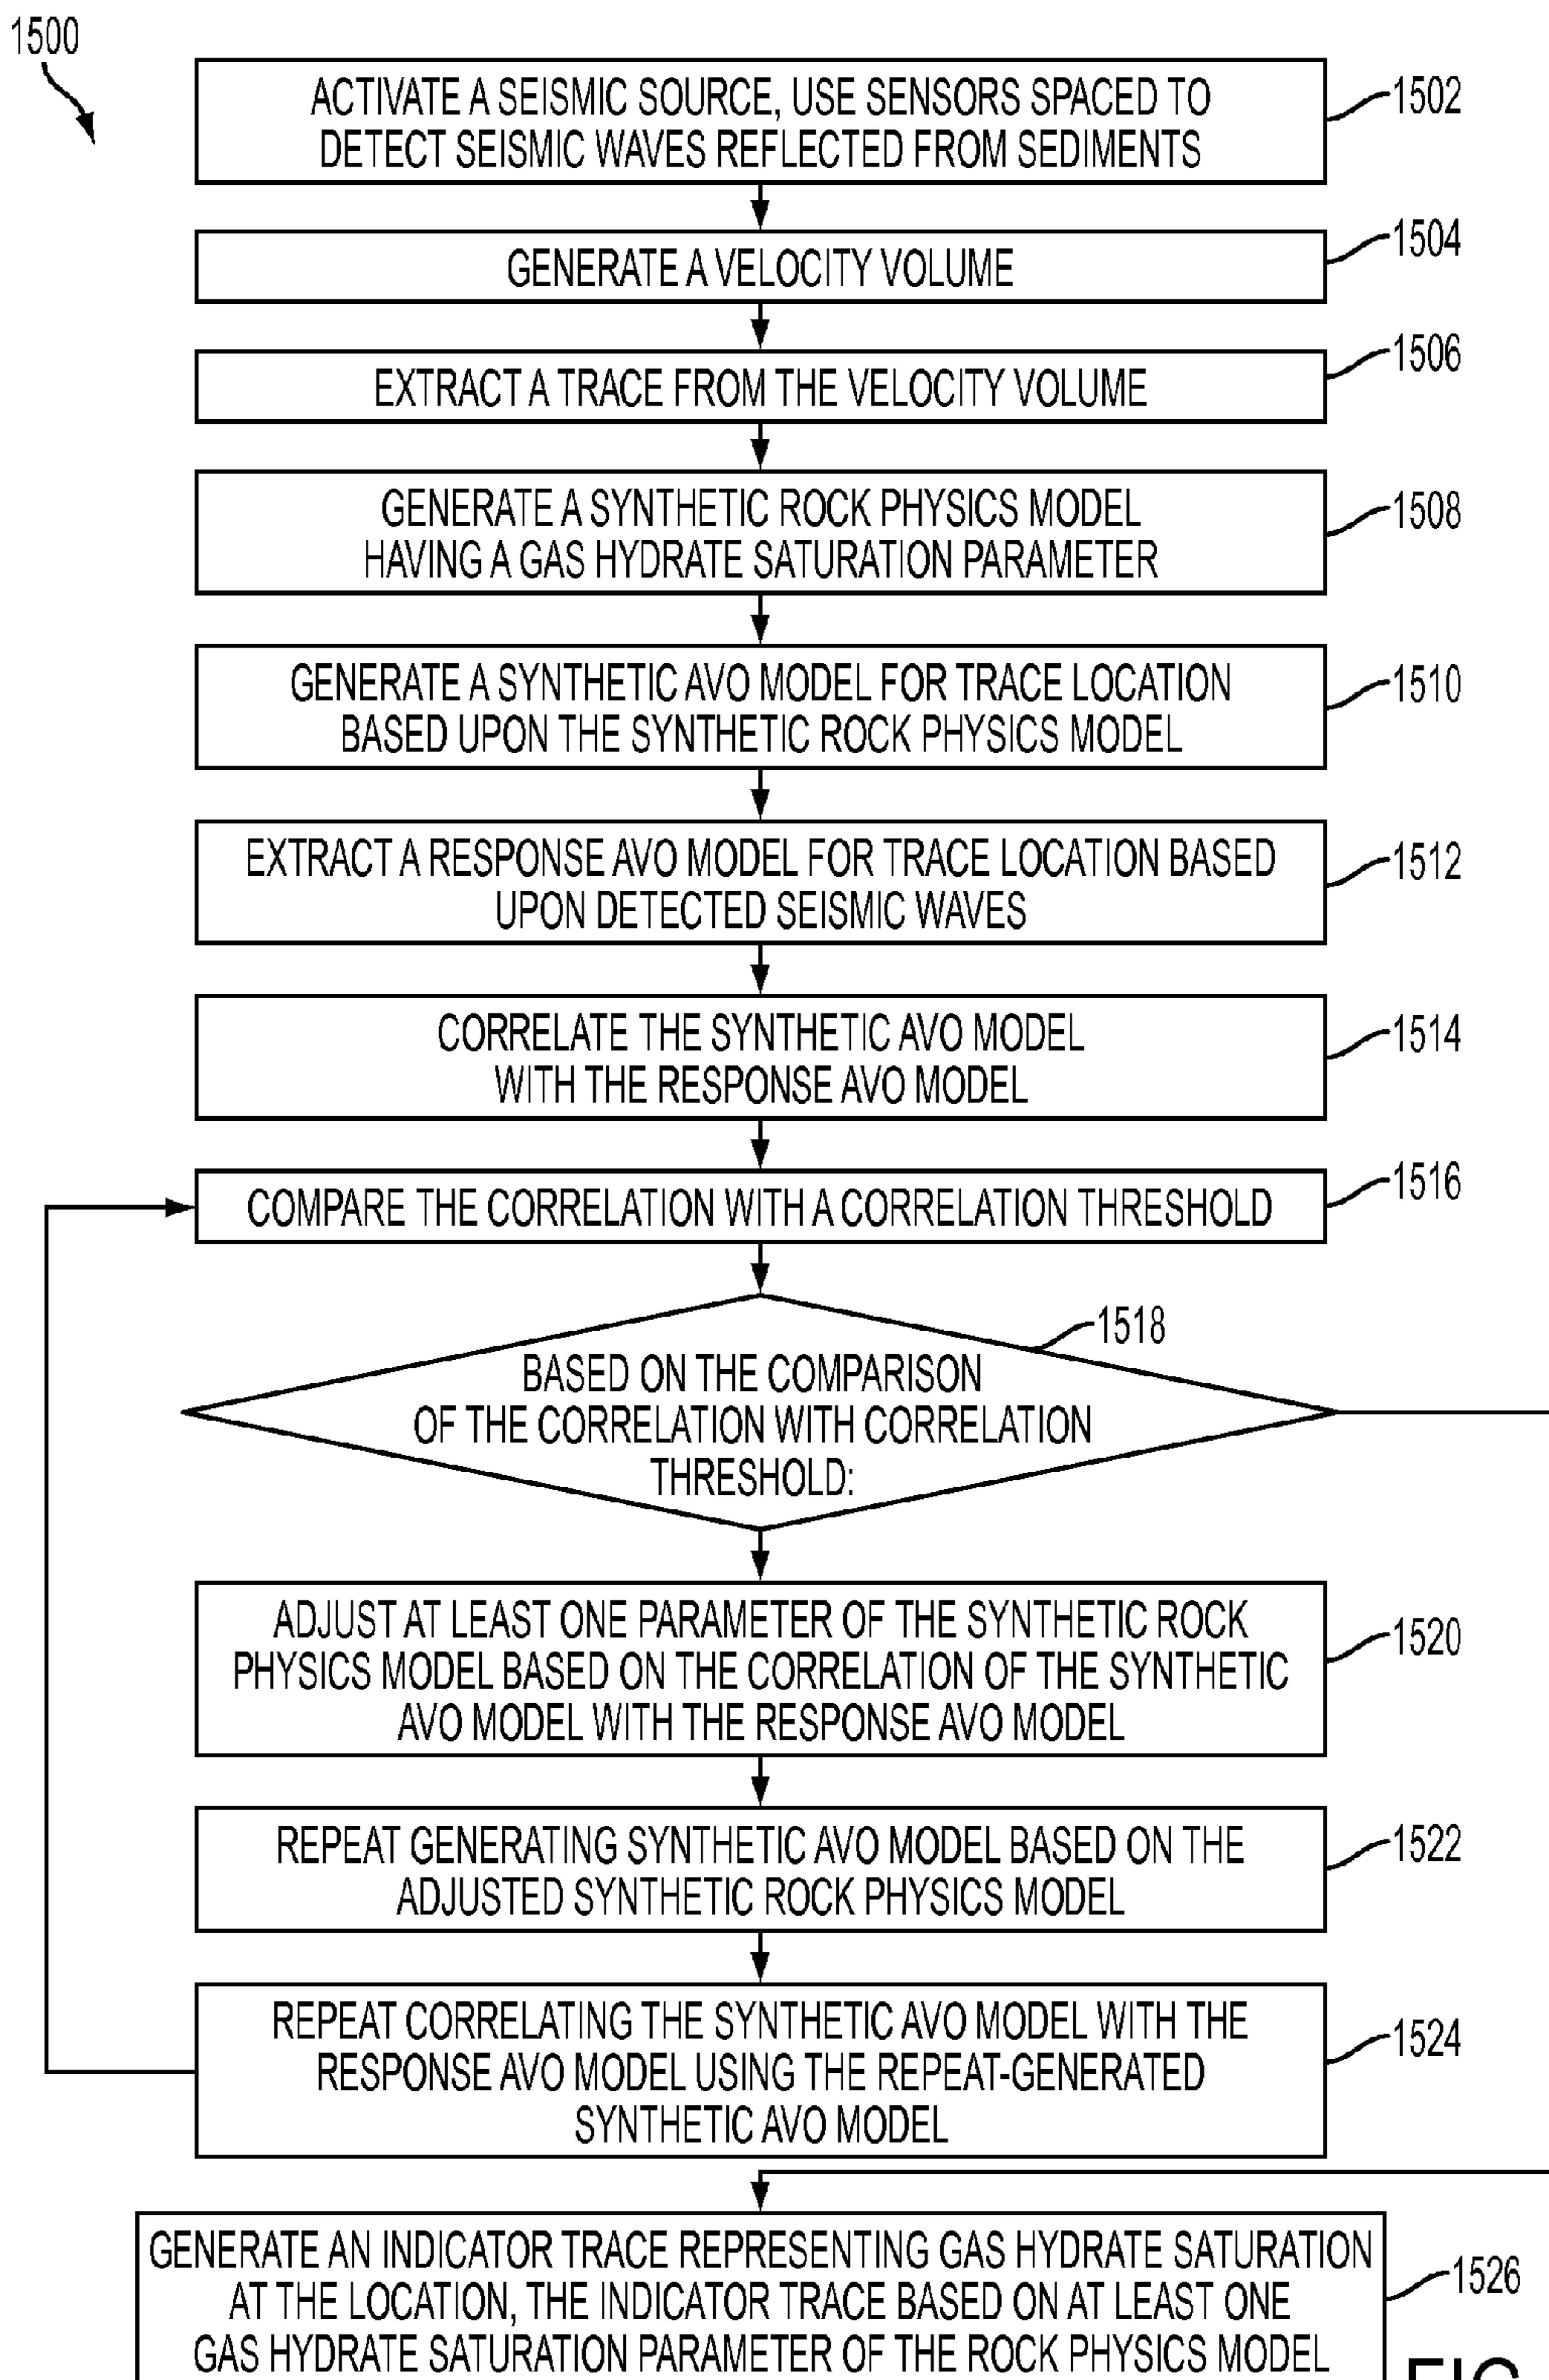 1500
ACTIVATE A SEISMIC SOURCE, USE SENSORS SPACED TO
DETECT SEISMIC WAVES REFLECTED FROM SEDIMENTS
1502
GENERATE A VELOCITY VOLUME
1504
EXTRACT A TRACE FROM THE VELOCITY VOLUME
1506
GENERATE A SYNTHETIC ROCK PHYSICS MODEL
HAVING A GAS HYDRATE SATURATION PARAMETER
1508
GENERATE A SYNTHETIC AVO MODEL FOR TRACE LOCATION
BASED UPON THE SYNTHETIC ROCK PHYSICS MODEL
1510
EXTRACT A RESPONSE AVO MODEL FOR TRACE LOCATION BASED
UPON DETECTED SEISMIC WAVES
1512
CORRELATE THE SYNTHETIC AVO MODEL
WITH THE RESPONSE AVO MODEL
1514
COMPARE THE CORRELATION WITH A CORRELATION THRESHOLD
1516
1518
BASED ON THE COMPARISON
OF THE CORRELATION WITH CORRELATION
THRESHOLD:
ADJUST AT LEAST ONE PARAMETER OF THE SYNTHETIC ROCK
PHYSICS MODEL BASED ON THE CORRELATION OF THE SYNTHETIC
AVO MODEL WITH THE RESPONSE AVO MODEL
1520
REPEAT GENERATING SYNTHETIC AVO MODEL BASED ON THE
ADJUSTED SYNTHETIC ROCK PHYSICS MODEL
1522
REPEAT CORRELATING THE SYNTHETIC AVO MODEL WITH THE
RESPONSE AVO MODEL USING THE REPEAT-GENERATED
SYNTHETIC AVO MODEL
1524
GENERATE AN INDICATOR TRACE REPRESENTING GAS HYDRATE SATURATION
AT THE LOCATION, THE INDICATOR TRACE BASED ON AT LEAST ONE
GAS HYDRATE SATURATION PARAMETER OF THE ROCK PHYSICS MODEL
1526